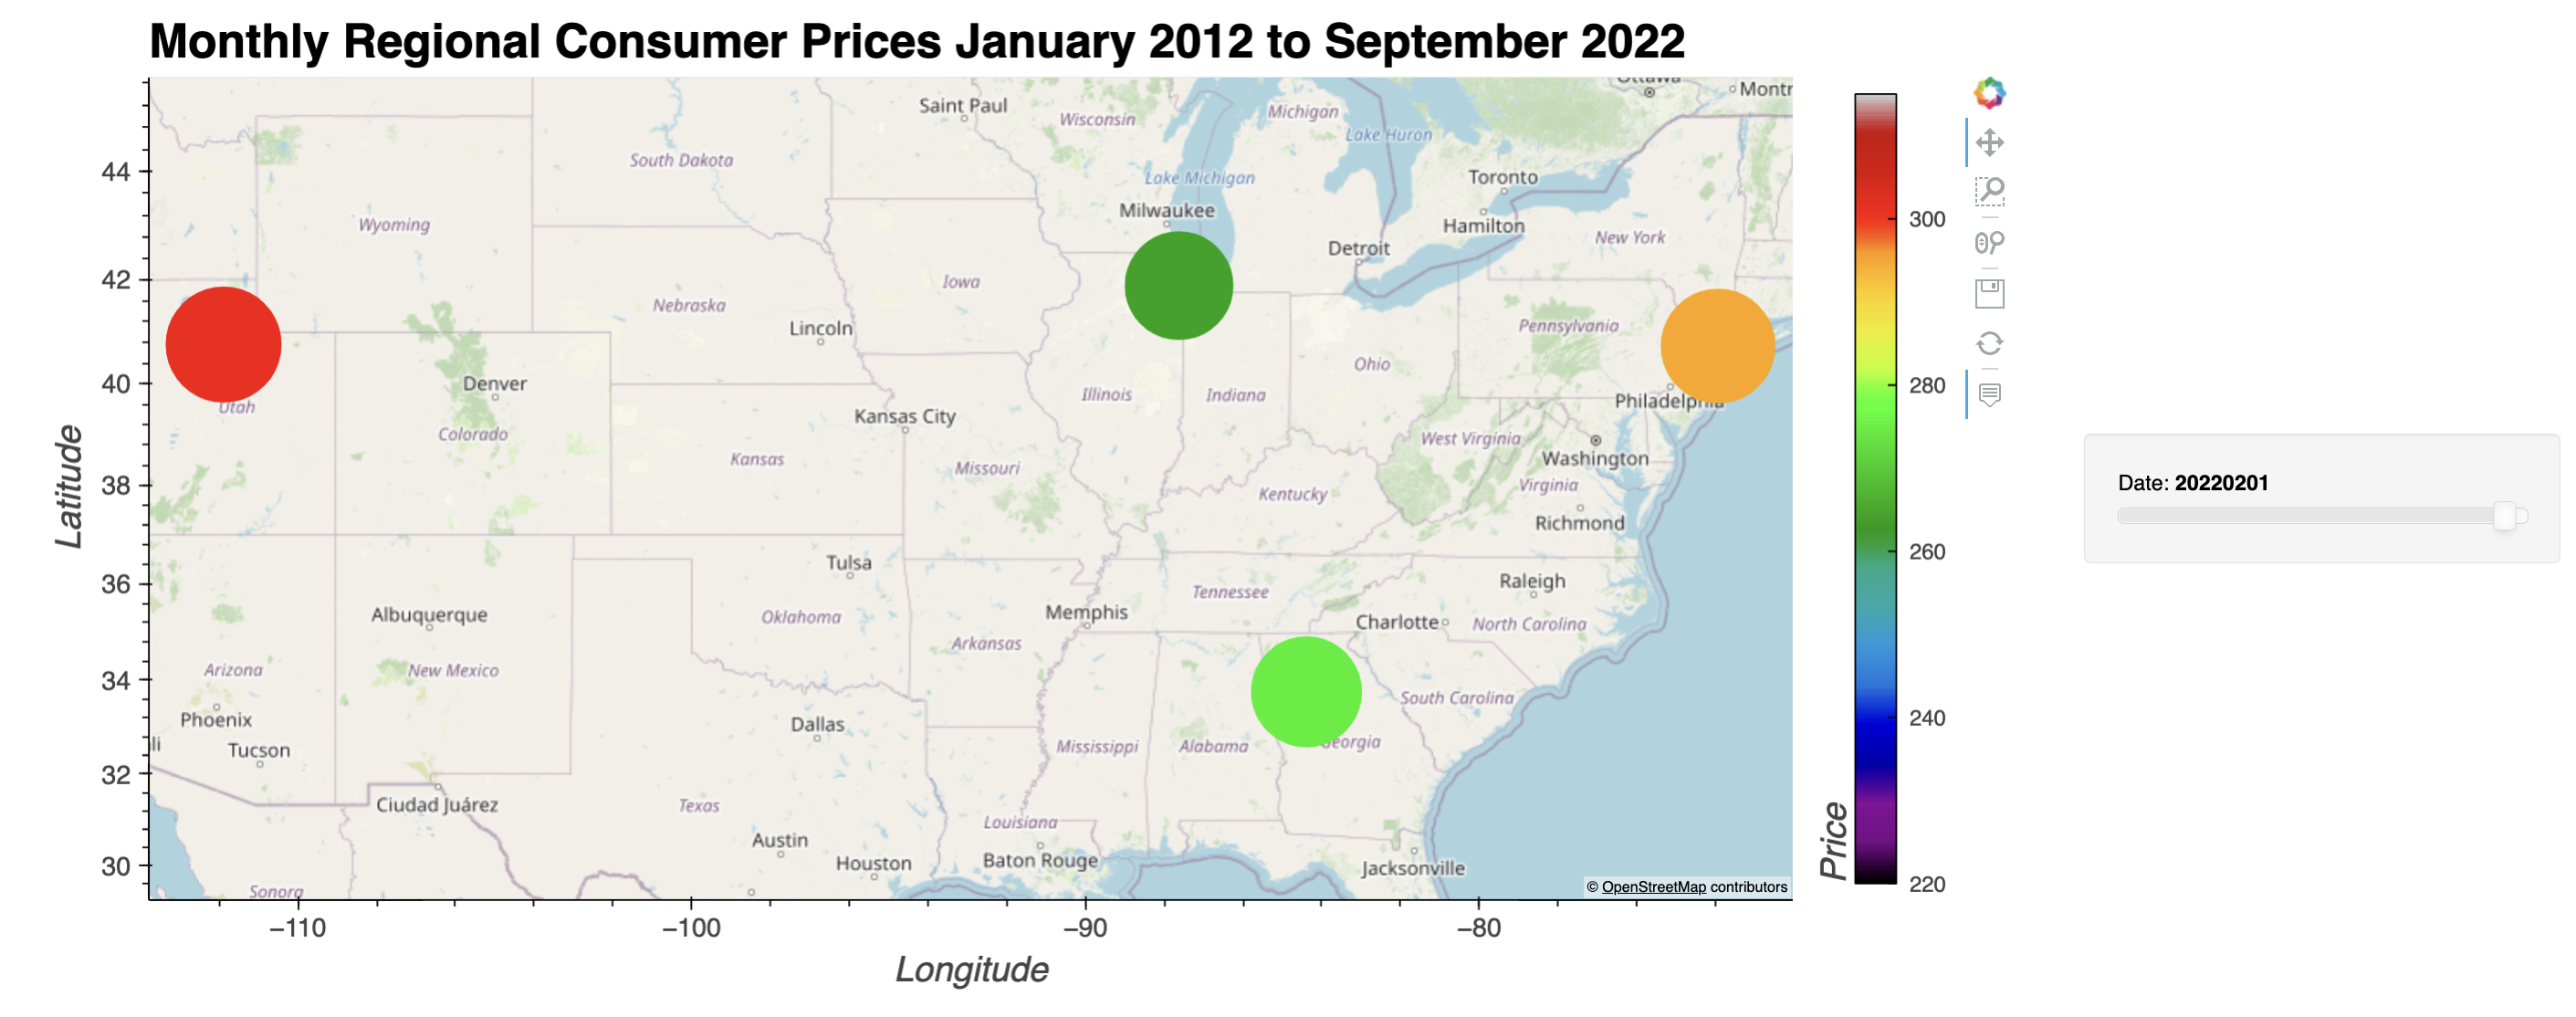 Monthly Regional Consumer Prices January 2012 to September 2022
Ottawa
Montr
Saint Paul
Wisconsin
Michigan
Lake Huron
South Dakota
44
Lake Michigan
Toronto
Milwaukee
Wyoming
Hamilton
New York
300
Detroit
42
Iowa
Nebraska
Pennsylvania
Lincoln
Ohio
40
Denver
280
Utah
Illinois
Indiana
Philadelphia
Kansas City
Colorado
West Virginia
Kansas
Missouri
Washington
38
Virginia
Kentucky
Richmond
Date: 20220201
Latitude
260
Tulsa
36
Raleigh
Tennessee
Albuquerque
Oklahoma
Memphis
Charlotte
North Carolina
Arkansas
Arizona
New Mexico
34
South Carolina
Phoenix
Dallas
240
li
Tucson
Mississippi
Alabama
Georgia
32
Ciudad Juárez
Texas
Louisiana
Price
Austin
30
Houston
Baton Rouge
Jacksonville
Sonora
© OpenStreetMap contributors
220
−110
−100
−90
−80
Longitude